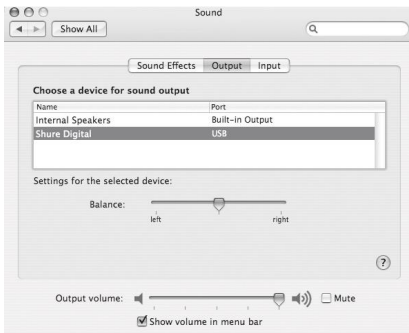 Sound
Show All
Sound Effects Output Input
Choose a device for sound output
Name Port
Internal Speakers Built-in Output
Shure Digital USB
Settings for the selected device:
Balance:
left right
?
Output volume: Mute
Show volume in menu bar